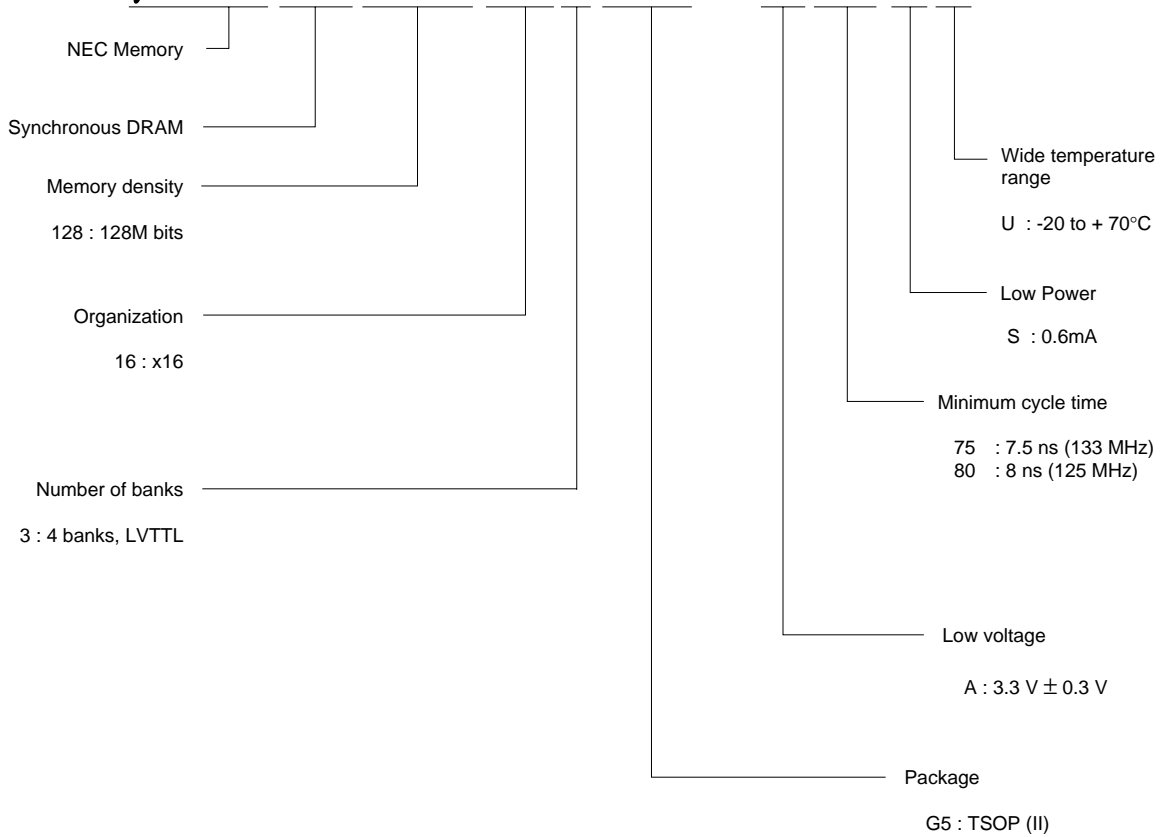 NEC Memory
Synchronous DRAM
Memory density
128 : 128M bits
Organization
16 : x16
Number of banks
3 : 4 banks, LVTTL
Wide temperature
range
U : -20 to + 70°C
Low Power
S : 0.6mA
Minimum cycle time
75 : 7.5 ns (133 MHz)
80 : 8 ns (125 MHz)
Low voltage
A : 3.3 V ± 0.3 V
Package
G5 : TSOP (II)